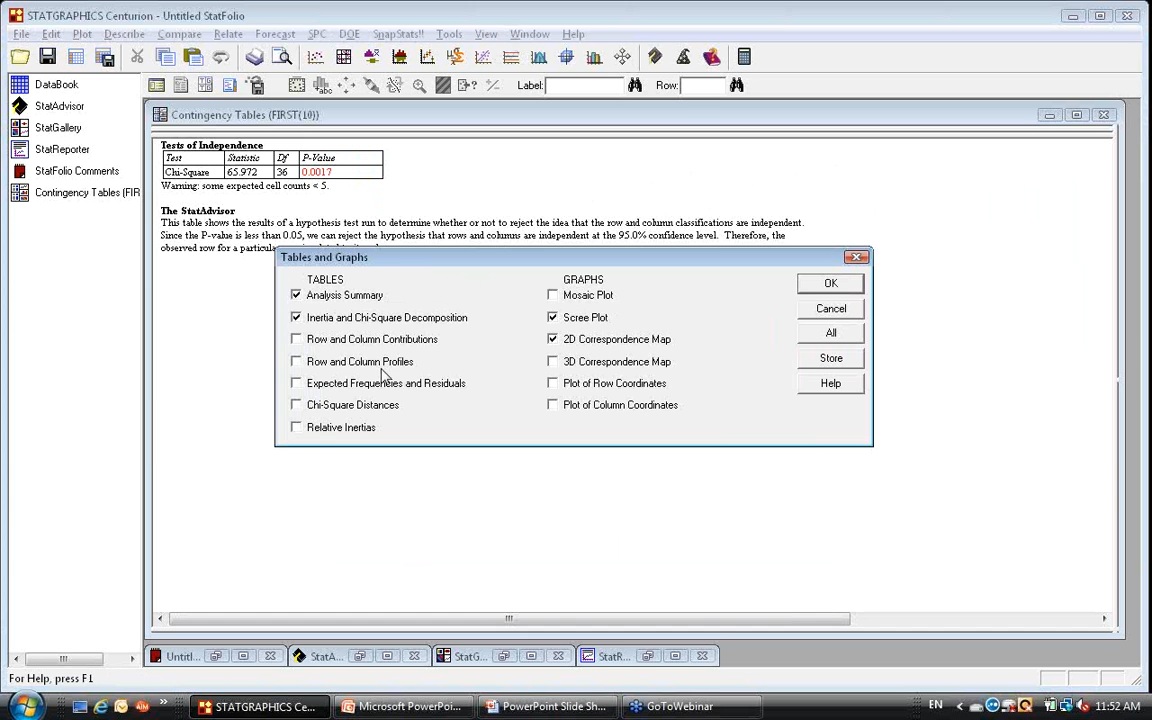 STATGRAPHICS Centurion - Untitled StatFolio
File Edit Plot Describe Compare Relate Forecast SPC DOE SnapStats!! Tools View Window Help
Label: Row:
DataBook
StatAdvisor
StatGallery
StatReporter
StatFolio Comments
Contingency Tables (FIR
Contingency Tables (FIRST(10))
Tests of Independence
Test Statistic Df P-Value
Chi-Square 65.972 36 0.0017
Warning: some expected cell counts < 5.
The StatAdvisor
This table shows the results of a hypothesis test run to determine whether or not to reject the idea that the row and column classifications are independent.
Since the P-value is less than 0.05, we can reject the hypothesis that rows and columns are independent at the 95.0% confidence level. Therefore, the
observed row for a particular
Tables and Graphs
TABLES
Analysis Summary
Inertia and Chi-Square Decomposition
Row and Column Contributions
Row and Column Profiles
Expected Frequencies and Residuals
Chi-Square Distances
Relative Inertias
GRAPHS
Mosaic Plot
Scree Plot
2D Correspondence Map
3D Correspondence Map
Plot of Row Coordinates
Plot of Column Coordinates
OK
Cancel
All
Store
Help
Untitl... StatA... StatG... StatR...
For Help, press F1
STATGRAPHICS Ce... Microsoft PowerPoi... PowerPoint Slide Sh... GoToWebinar EN 11:52 AM